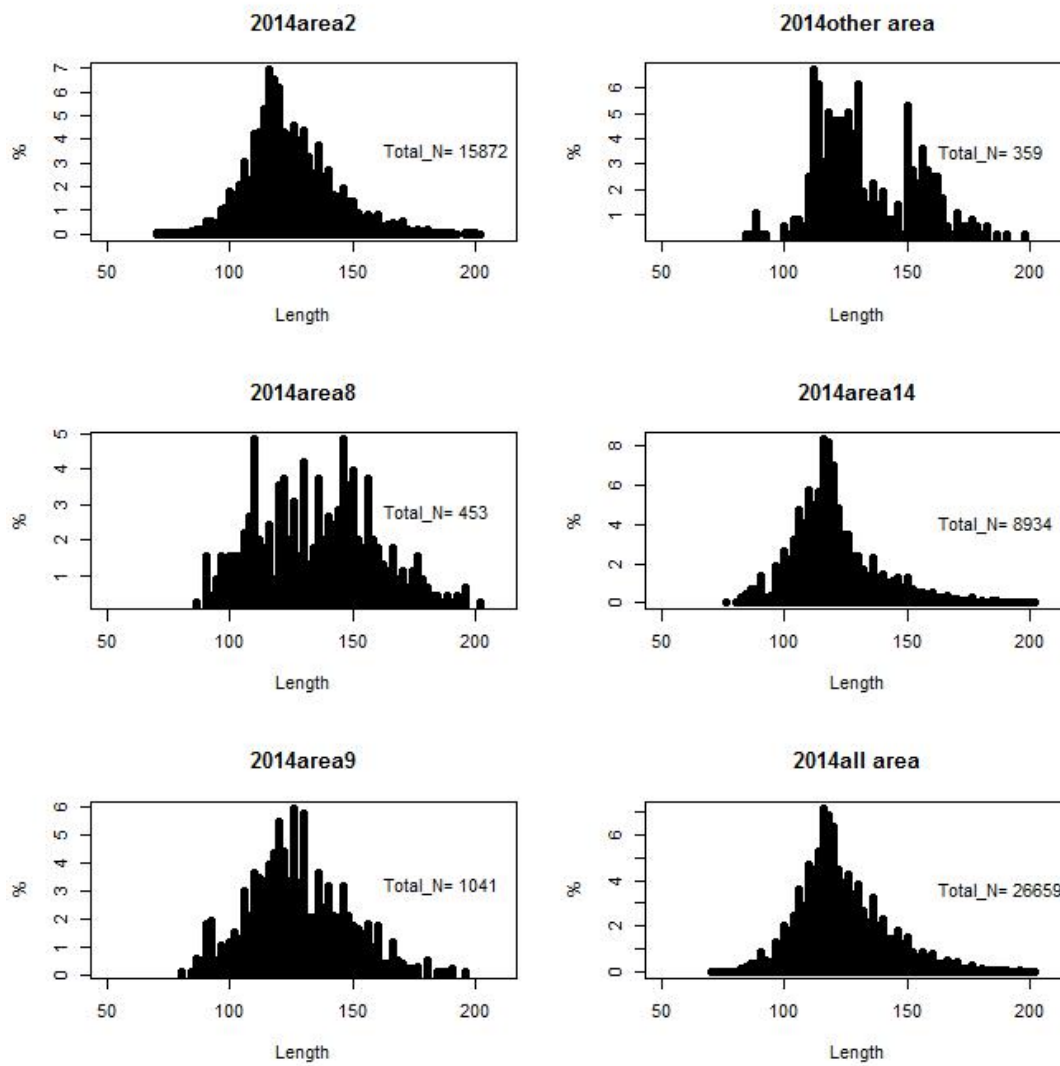 2014area2
%
7
6
5
4
3
2
1
0
Total_N= 15872
50 100 150 200
Length
2014other area
%
6
5
4
3
2
1
Total_N= 359
50 100 150 200
Length
2014area8
%
5
4
3
2
1
Total_N= 453
50 100 150 200
Length
2014area14
%
8
6
4
2
0
Total_N= 8934
50 100 150 200
Length
2014area9
%
6
5
4
3
2
1
0
Total_N= 1041
50 100 150 200
Length
2014all area
%
6
4
2
0
Total_N= 26659
50 100 150 200
Length